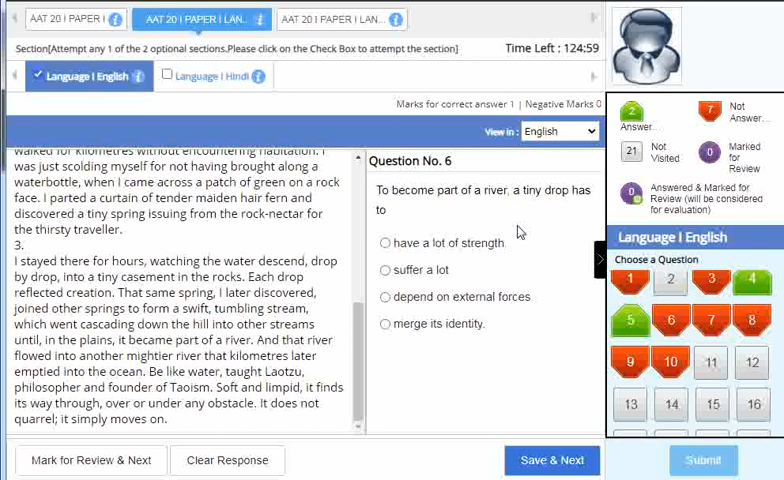 AAT 20 I PAPER I
AAT 20 I PAPER I LAN...
AAT 20 I PAPER I LAN...
Section[Attempt any 1 of the 2 optional sections.Please click on the Check Box to attempt the section]
Time Left : 124:59
Language I English
Language I Hindi
Marks for correct answer 1 | Negative Marks 0
View in : English
walked for kilometres without encountering habitation. I
was just scolding myself for not having brought along a
waterbottle, when I came across a patch of green on a rock
face. I parted a curtain of tender maiden hair fern and
discovered a tiny spring issuing from the rock-nectar for
the thirsty traveller.
3.
I stayed there for hours, watching the water descend, drop
by drop, into a tiny casement in the rocks. Each drop
reflected creation. That same spring, I later discovered,
joined other springs to form a swift, tumbling stream,
which went cascading down the hill into other streams
until, in the plains, it became part of a river. And that river
flowed into another mightier river that kilometres later
emptied into the ocean. Be like water, taught Laotzu,
philosopher and founder of Taoism. Soft and limpid, it finds
its way through, over or under any obstacle. It does not
quarrel; it simply moves on.
Question No. 6
To become part of a river, a tiny drop has
to
have a lot of strength
suffer a lot
depend on external forces
merge its identity.
Mark for Review & Next
Clear Response
Save & Next
2
Answer...
7
Not
Answer...
21
Not
Visited
0
Marked
for
Review
0
Answered & Marked for
Review (will be considered
for evaluation)
Language I English
Choose a Question
1 2 3 4
5 6 7 8
9 10 11 12
13 14 15 16
Submit